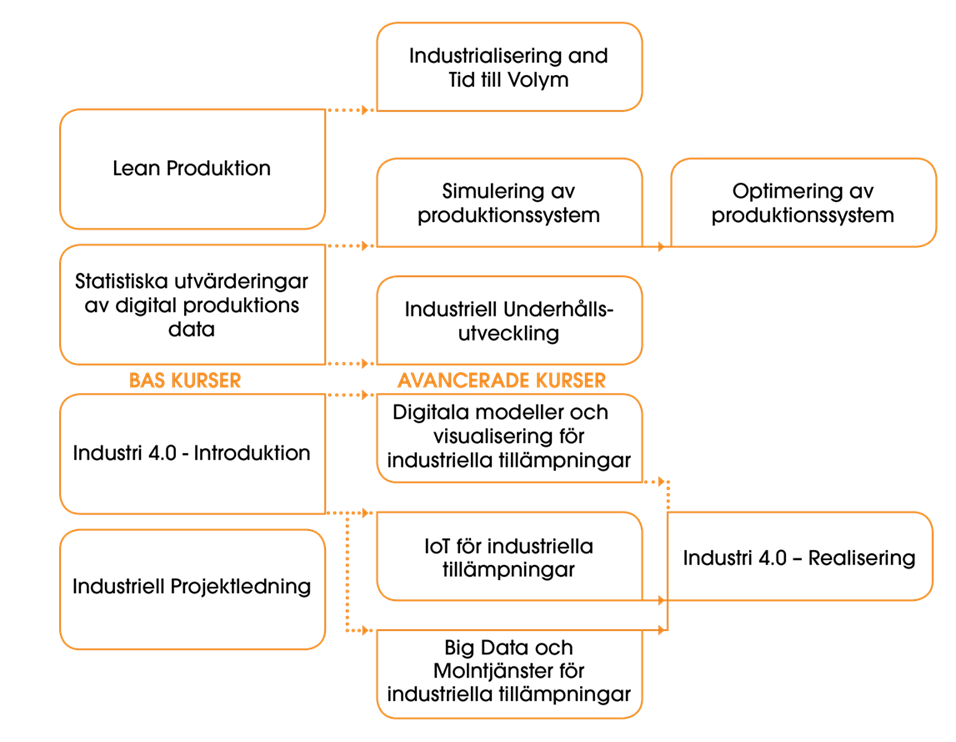 Industrialisering and
Tid till Volym
Lean Produktion
Simulering av
produktionssystem
Optimering av
produktionssystem
Statistiska utvärderingar
av digital produktions
data
Industriell Underhålls-
utveckling
BAS KURSER
AVANCERADE KURSER
Industri 4.0 - Introduktion
Digitala modeller och
visualisering för
industriella tillämpningar
IoT för industriella
tillämpningar
Industri 4.0 – Realisering
Industriell Projektledning
Big Data och
Molntjänster för
industriella tillämpningar